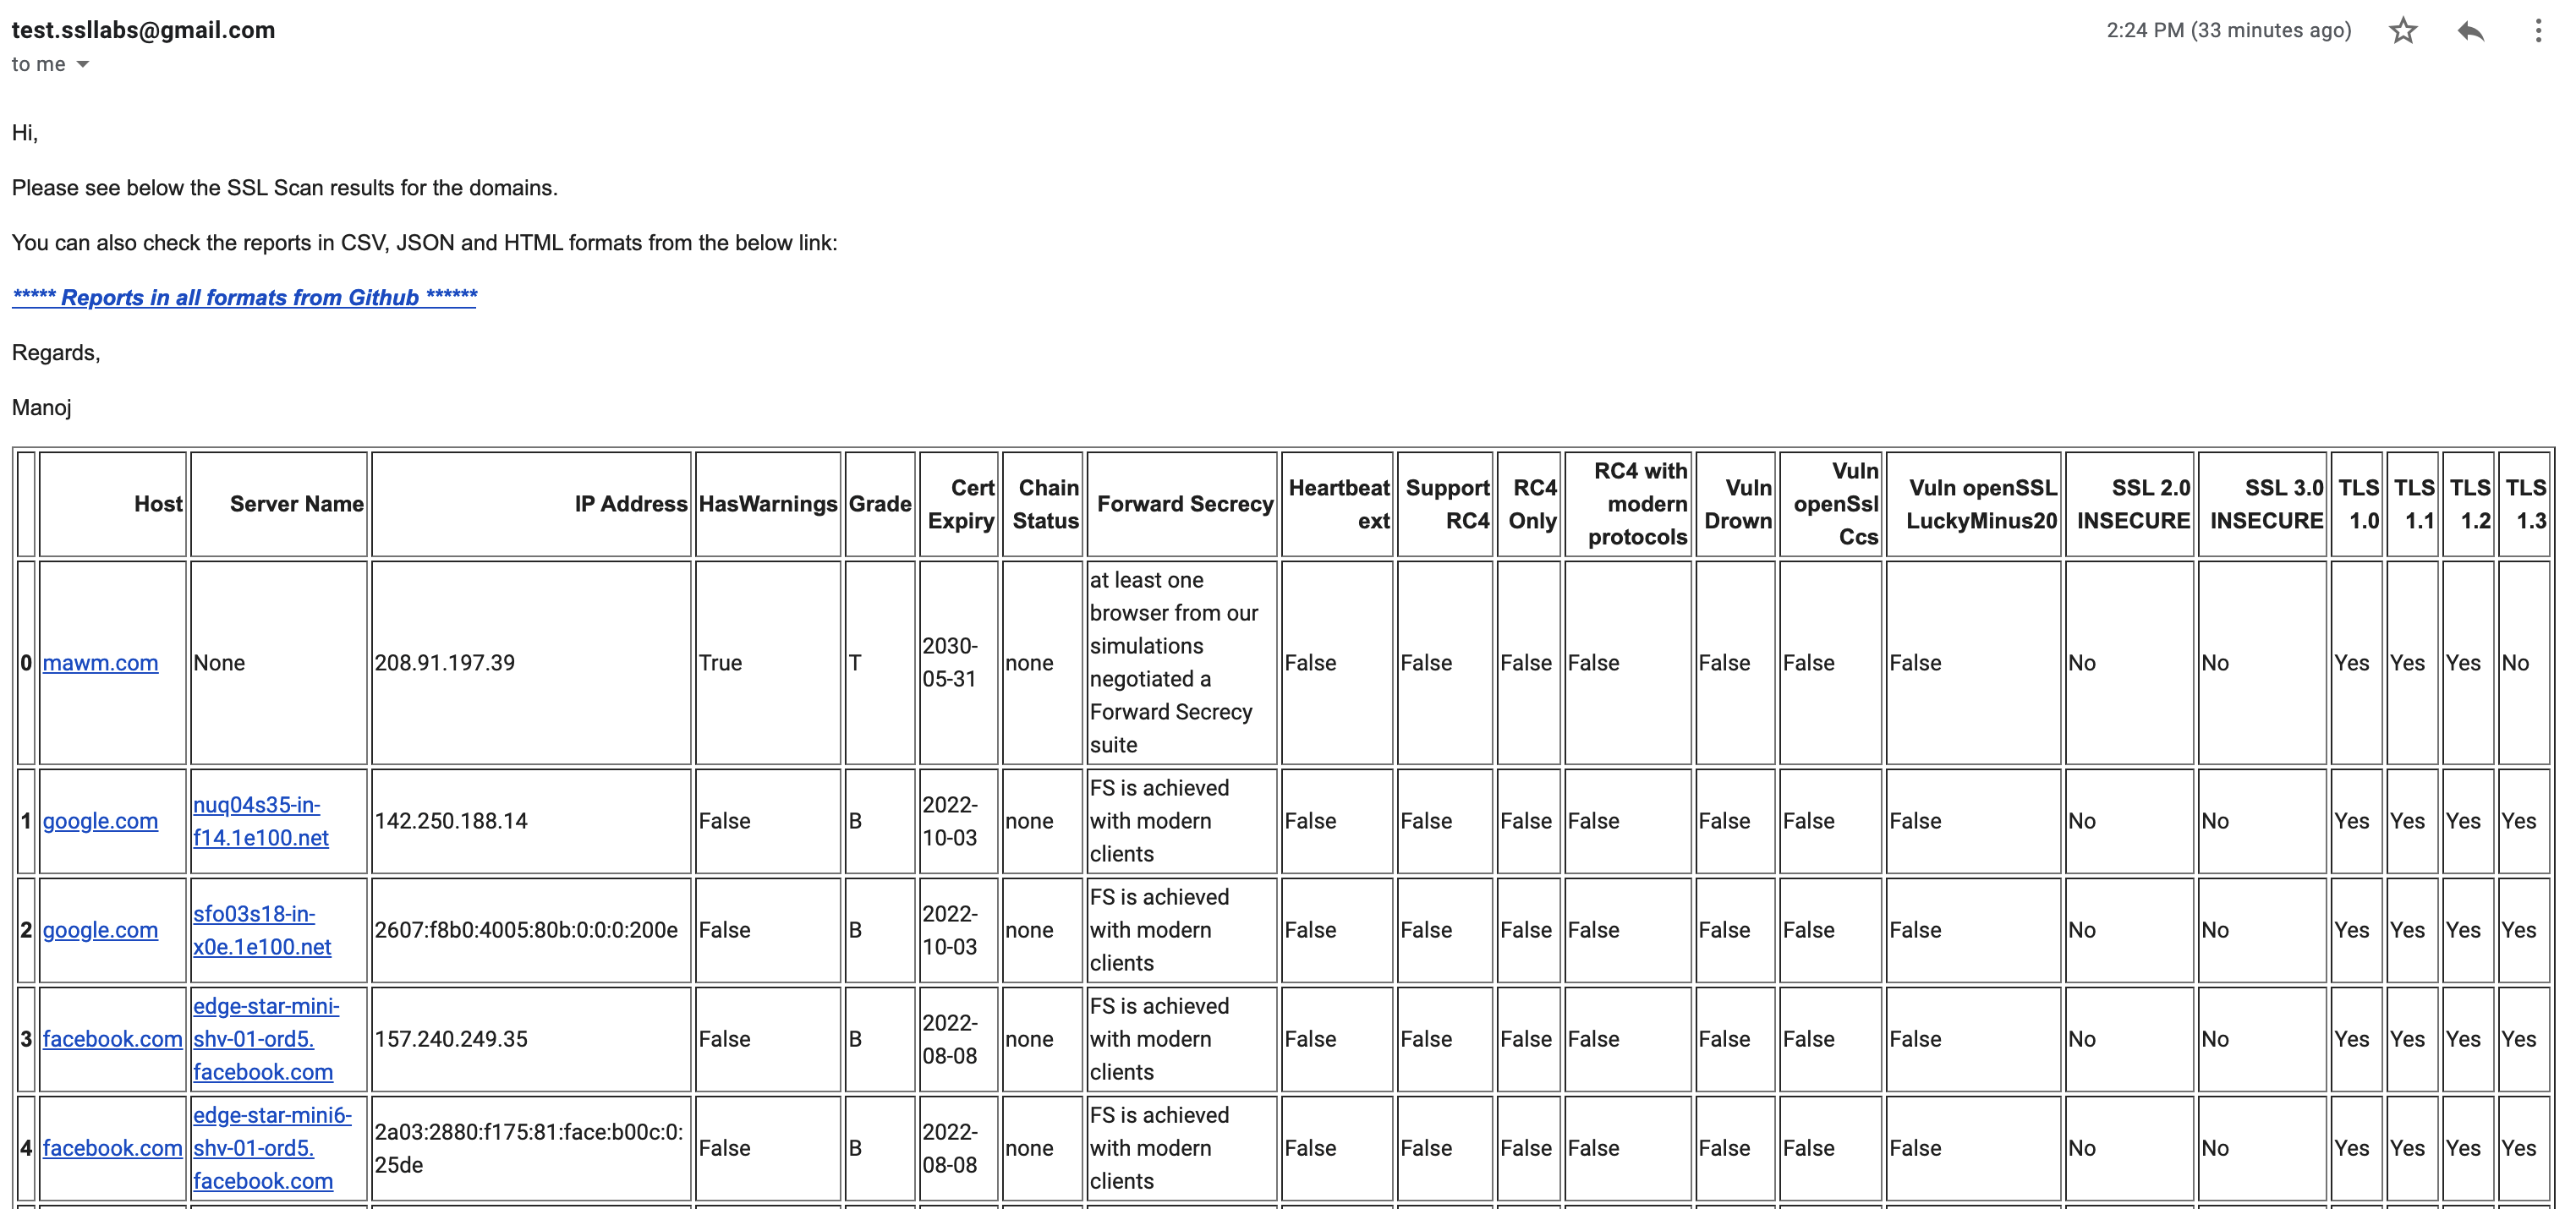 test.ssllabs@gmail.com
2:24 PM (33 minutes ago)
to me
Hi,
Please see below the SSL Scan results for the domains.
You can also check the reports in CSV, JSON and HTML formats from the below link:
***** Reports in all formats from Github ******
Regards,
Manoj
Host Server Name IP Address HasWarnings Grade Cert Expiry Chain Status Forward Secrecy Heartbeat ext Support RC4 RC4 Only RC4 with modern protocols Vuln Drown Vuln openSsl Ccs Vuln openSSL LuckyMinus20 SSL 2.0 INSECURE SSL 3.0 INSECURE TLS 1.0 TLS 1.1 TLS 1.2 TLS 1.3
0 mawm.com None 208.91.197.39 True T 2030-05-31 none at least one browser from our simulations negotiated a Forward Secrecy suite False False False False False False False No No Yes Yes Yes No
1 google.com nuq04s35-in-f14.1e100.net 142.250.188.14 False B 2022-10-03 none FS is achieved with modern clients False False False False False False False No No Yes Yes Yes Yes
2 google.com sfo03s18-in-x0e.1e100.net 2607:f8b0:4005:80b:0:0:0:200e False B 2022-10-03 none FS is achieved with modern clients False False False False False False False No No Yes Yes Yes Yes
3 facebook.com edge-star-mini-shv-01-ord5.facebook.com 157.240.249.35 False B 2022-08-08 none FS is achieved with modern clients False False False False False False False No No Yes Yes Yes Yes
4 facebook.com edge-star-mini6-shv-01-ord5.facebook.com 2a03:2880:f175:81:face:b00c:0:25de False B 2022-08-08 none FS is achieved with modern clients False False False False False False False No No Yes Yes Yes Yes